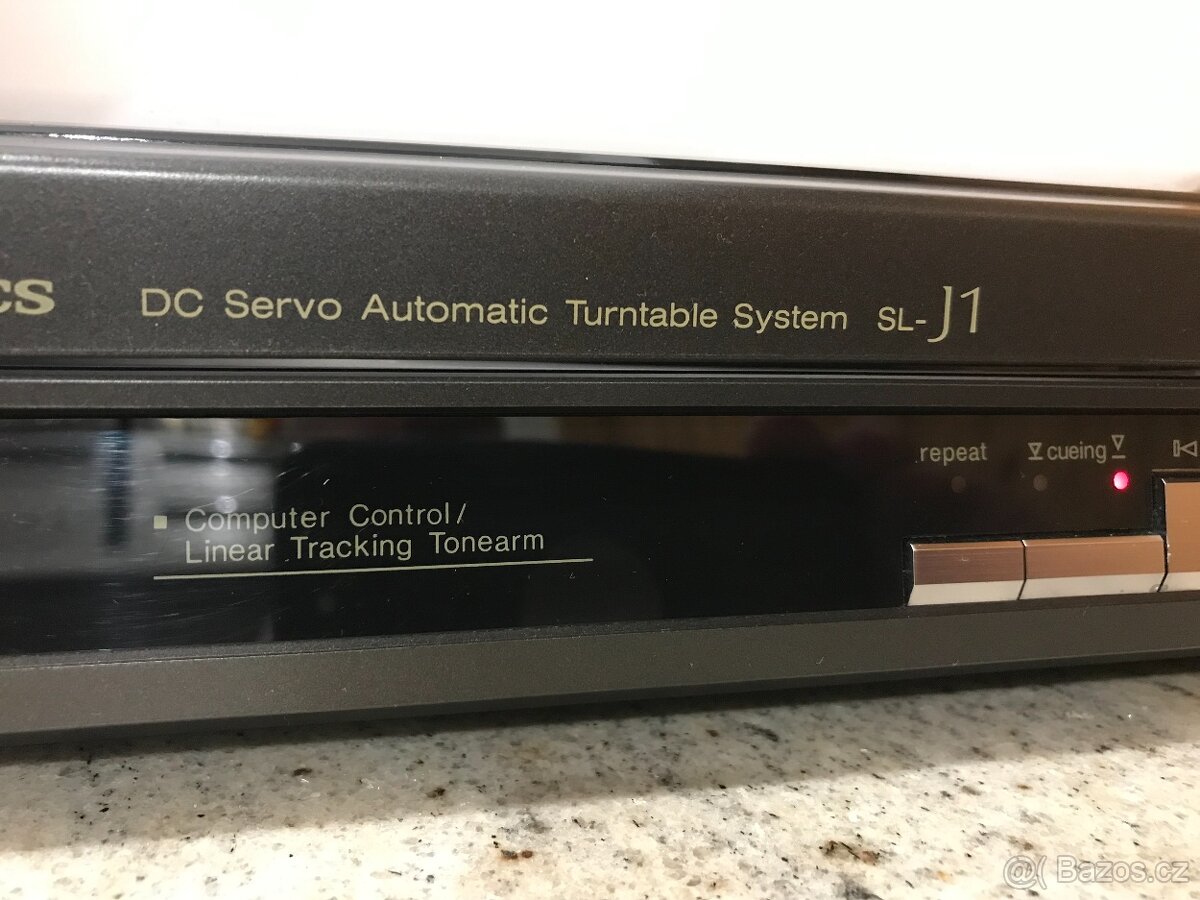 cs DC Servo Automatic Turntable System SL-J1
repeat cueing
Computer Control/
Linear Tracking Tonearm
@( Bazos.cz